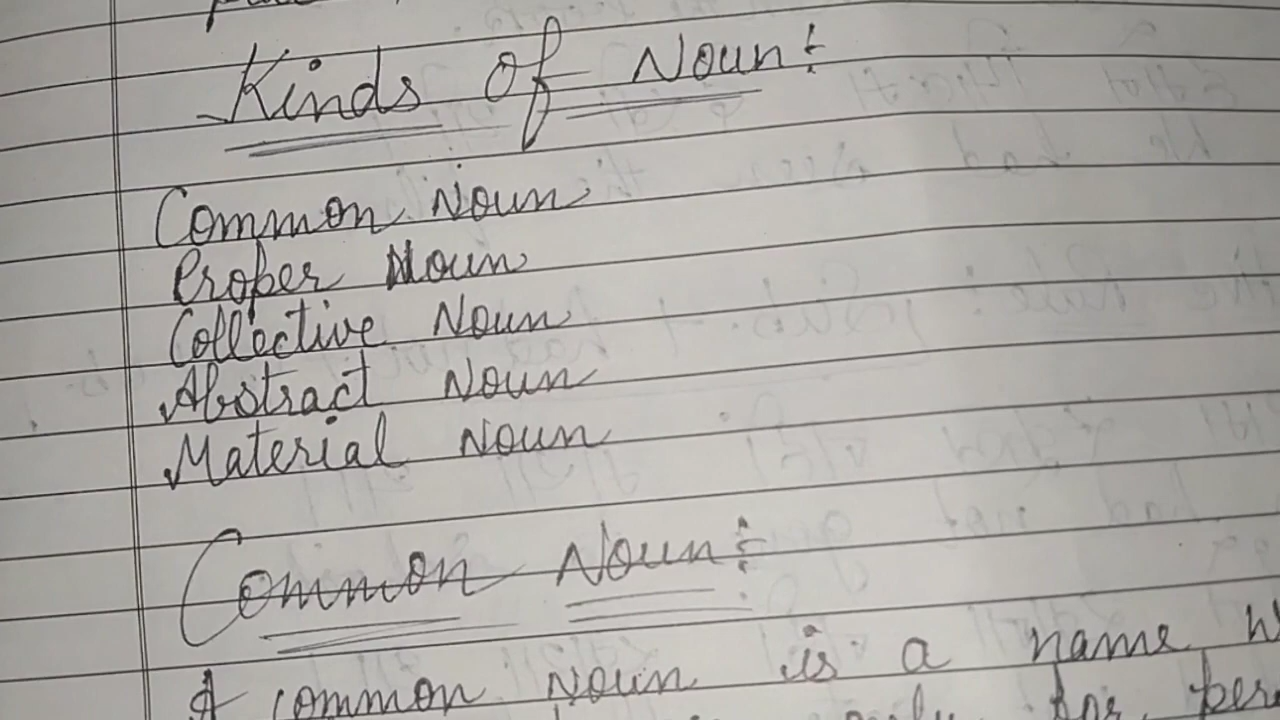 Kinds Of Noun:
Common Noun
Proper Noun
Collective Noun
Abstract Noun
Material Noun
Common Noun:
A common noun is a name
for